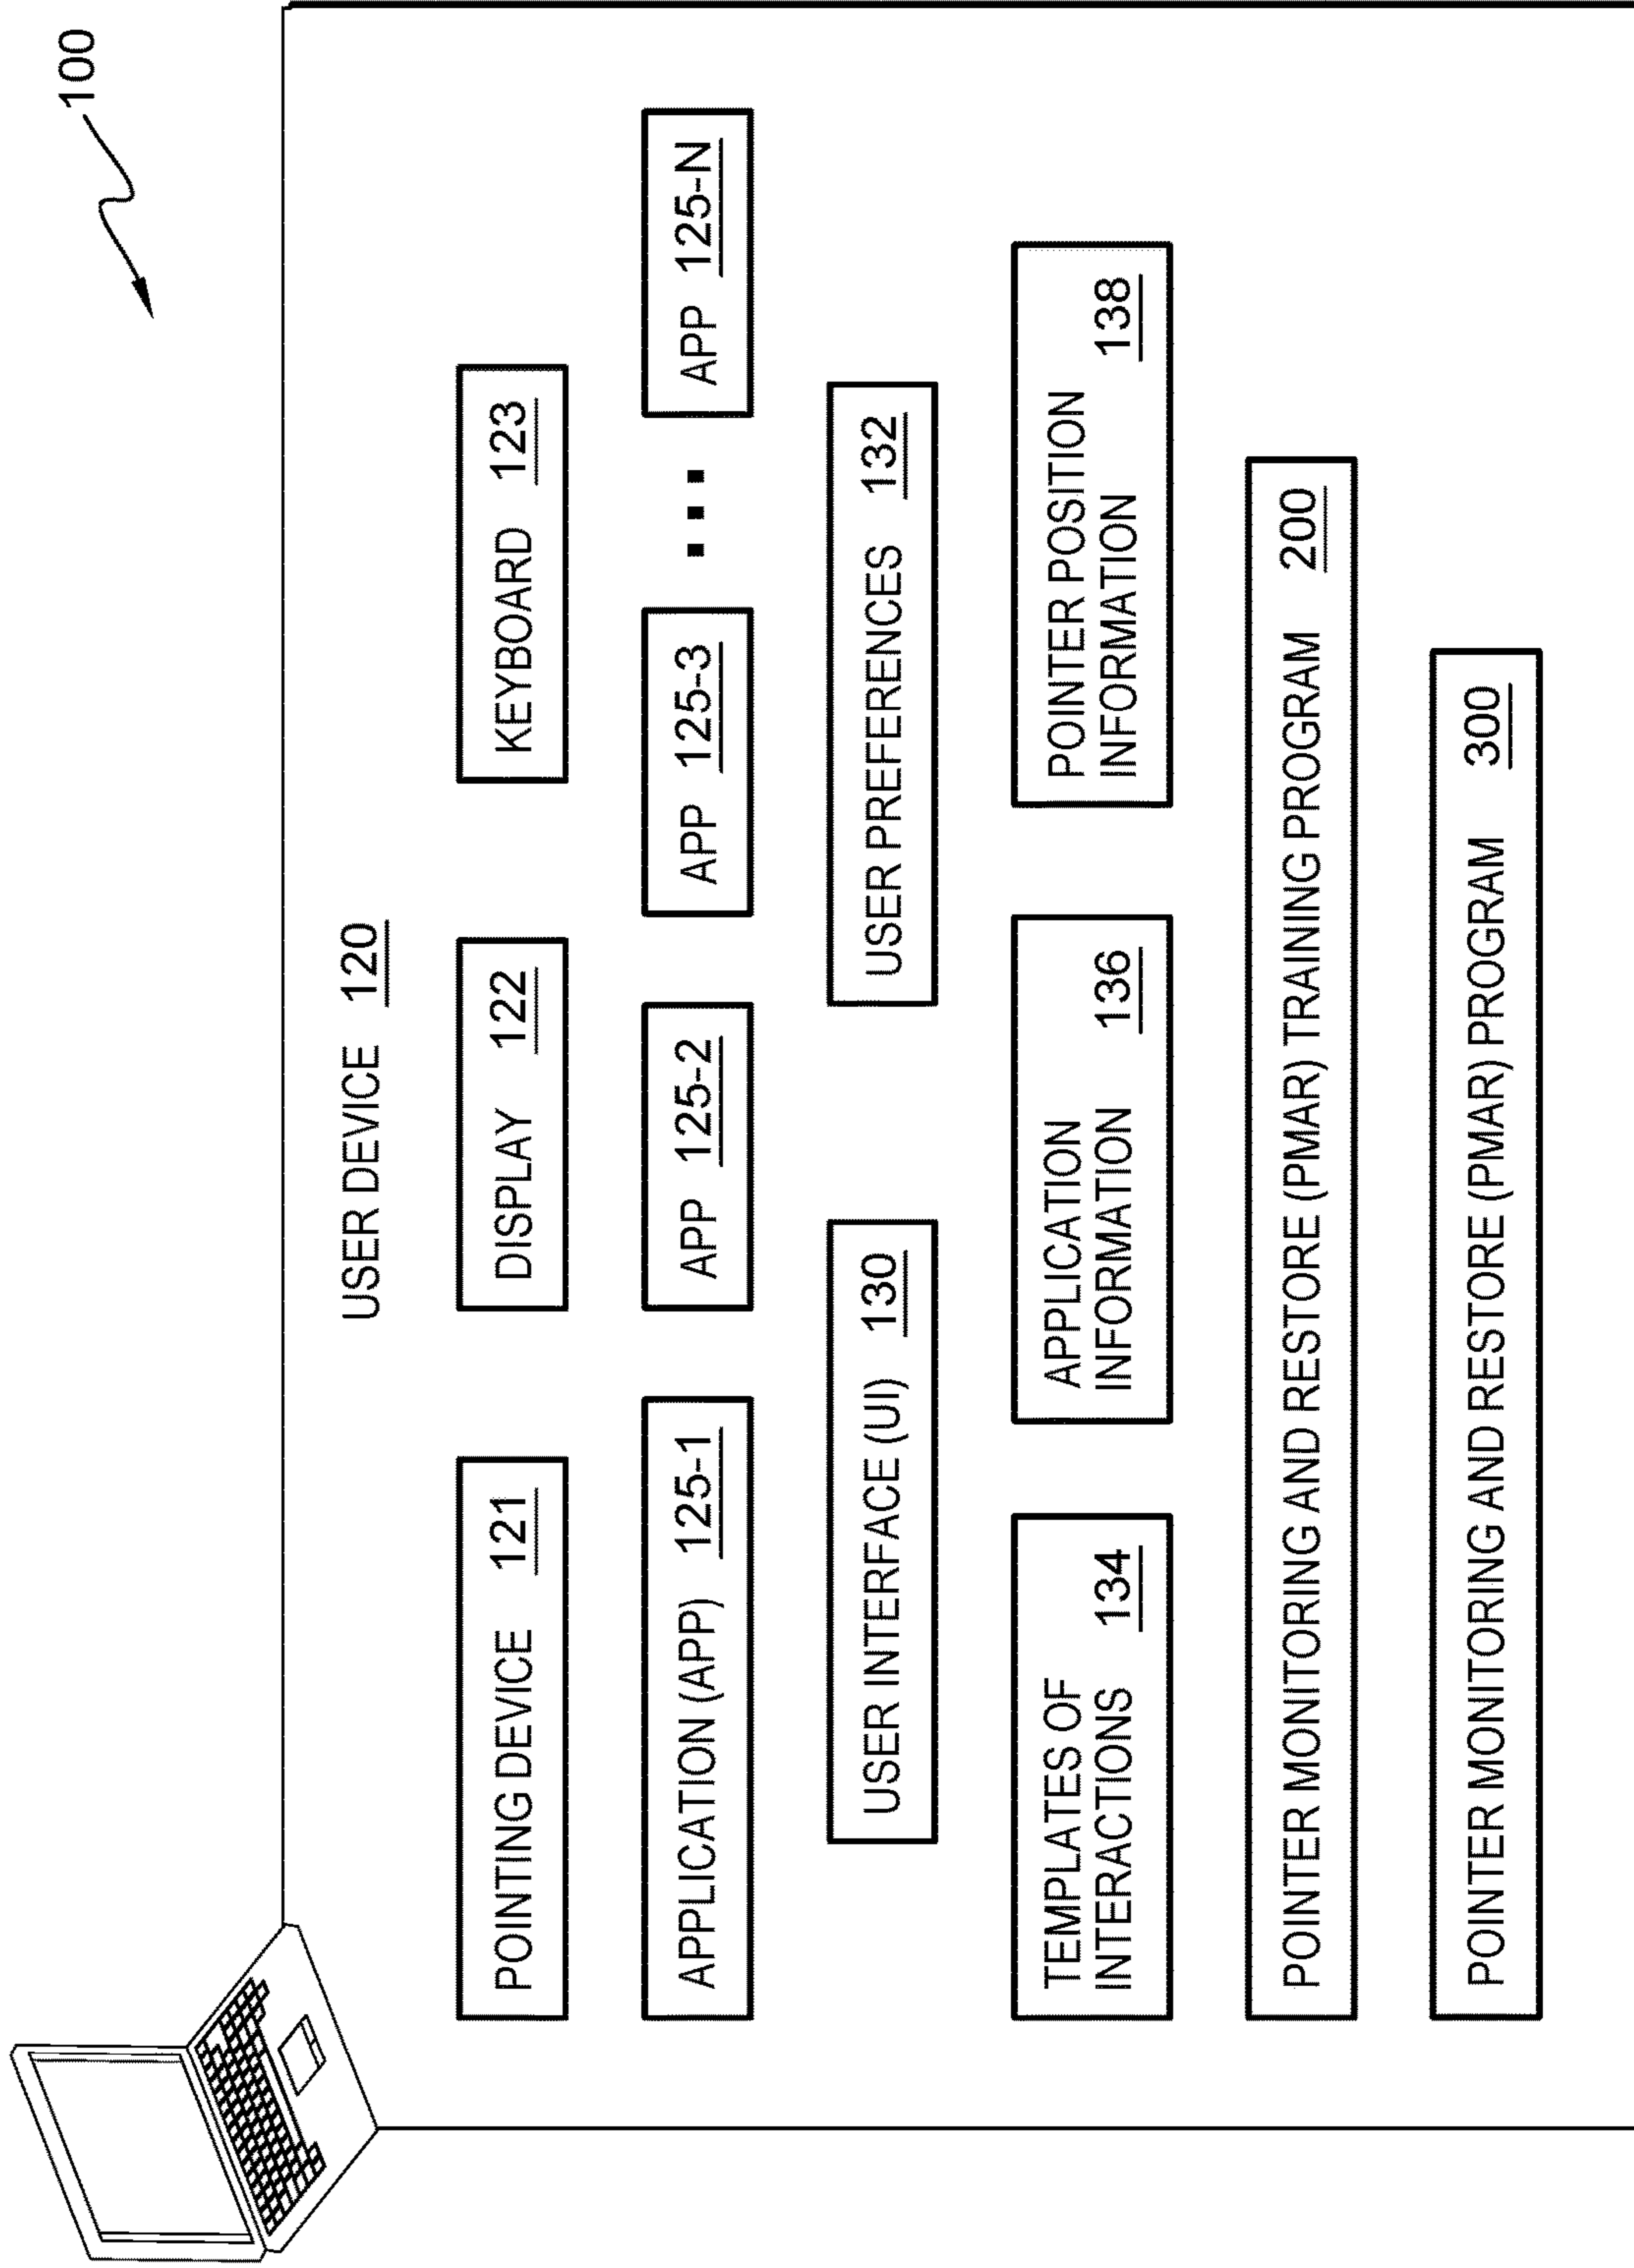 100
USER DEVICE 120
POINTING DEVICE 121
DISPLAY 122
KEYBOARD 123
APPLICATION (APP) 125-1
APP 125-2
APP 125-3
APP 125-N
USER INTERFACE (UI) 130
USER PREFERENCES 132
TEMPLATES OF
INTERACTIONS 134
APPLICATION
INFORMATION 136
POINTER POSITION
INFORMATION 138
POINTER MONITORING AND RESTORE (PMAR) TRAINING PROGRAM 200
POINTER MONITORING AND RESTORE (PMAR) PROGRAM 300